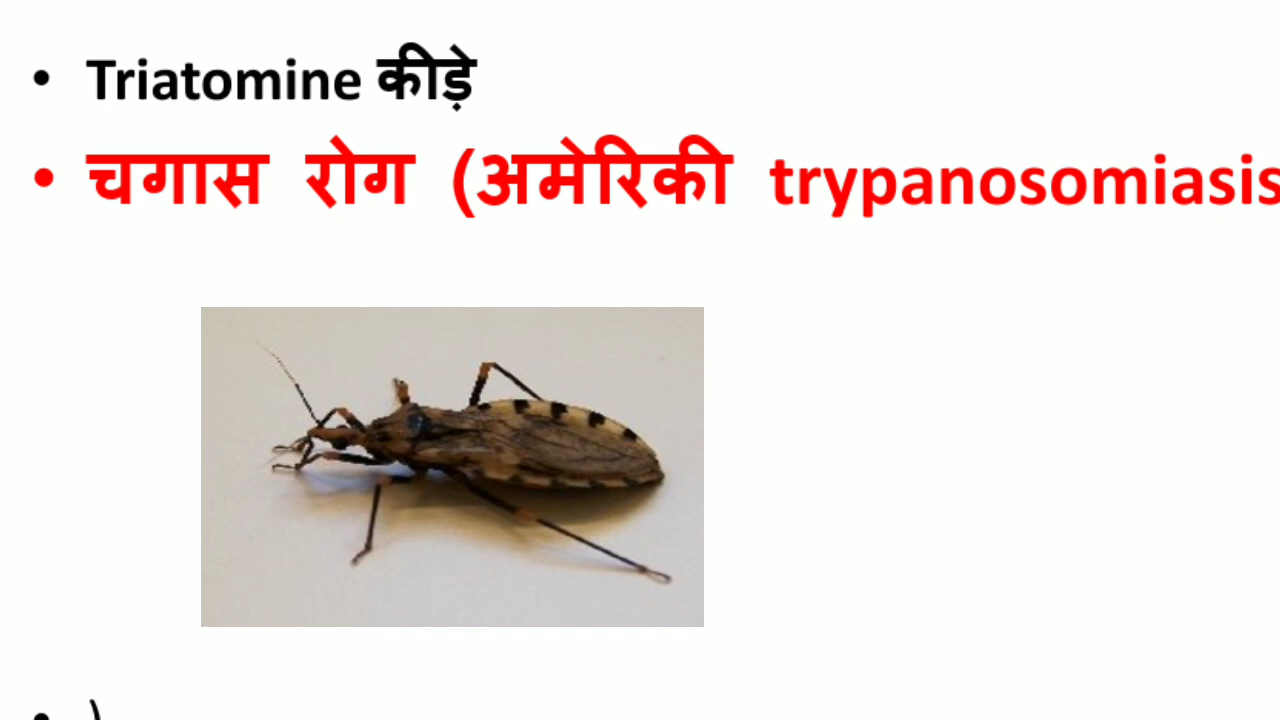 • Triatomine कीड़े
• चगास रोग (अमेरिकी trypanosomiasis
• )